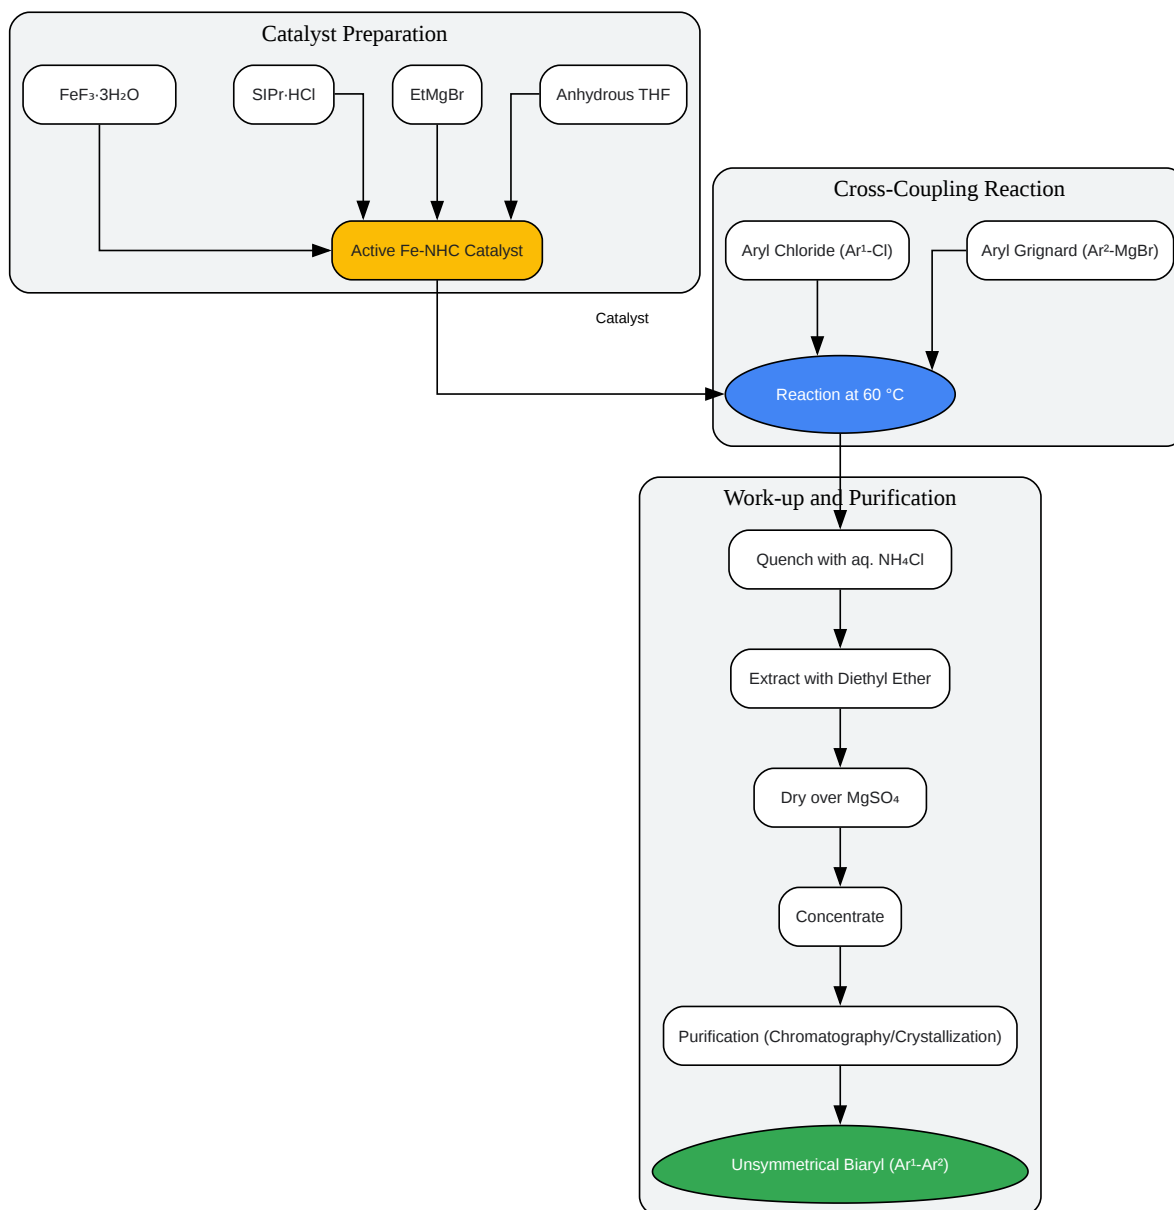 Catalyst Preparation
FeF₃·3H₂O
SIPr·HCl
EtMgBr
Anhydrous THF
Active Fe-NHC Catalyst
Catalyst
Cross-Coupling Reaction
Aryl Chloride (Ar¹-Cl)
Aryl Grignard (Ar²-MgBr)
Reaction at 60 °C
Work-up and Purification
Quench with aq. NH₄Cl
Extract with Diethyl Ether
Dry over MgSO₄
Concentrate
Purification (Chromatography/Crystallization)
Unsymmetrical Biaryl (Ar¹-Ar²)